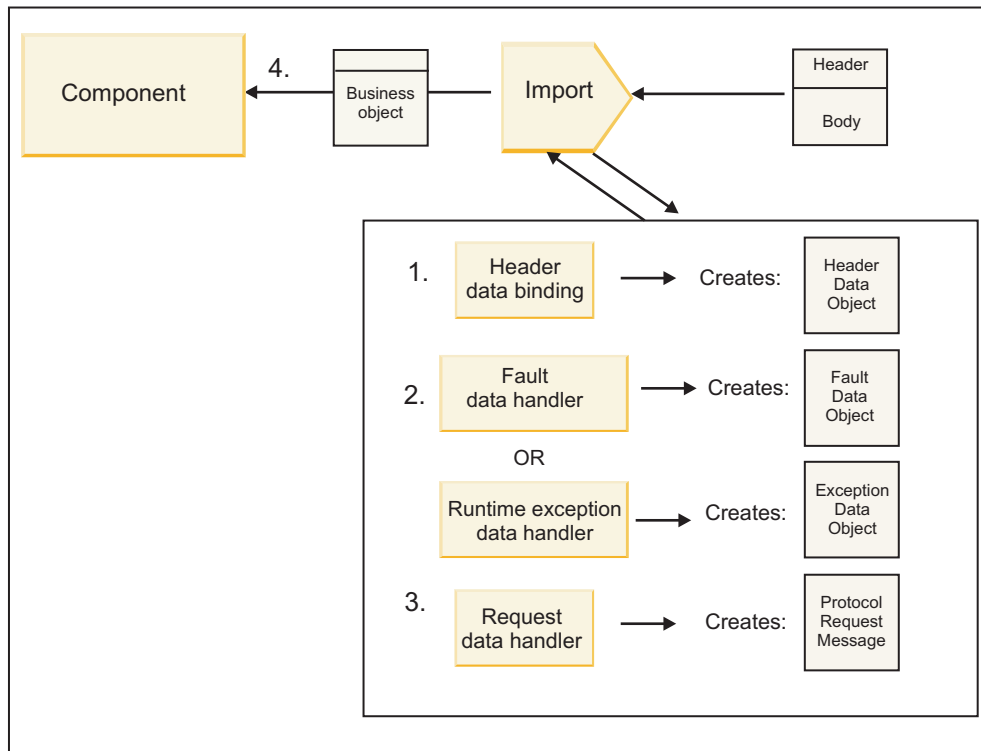 Component
4.
Business
object
Import
Header
Body
1.
Header
data binding
Creates:
Header
Data
Object
2.
Fault
data handler
Creates:
Fault
Data
Object
OR
Runtime exception
data handler
Creates:
Exception
Data
Object
3.
Request
data handler
Creates:
Protocol
Request
Message